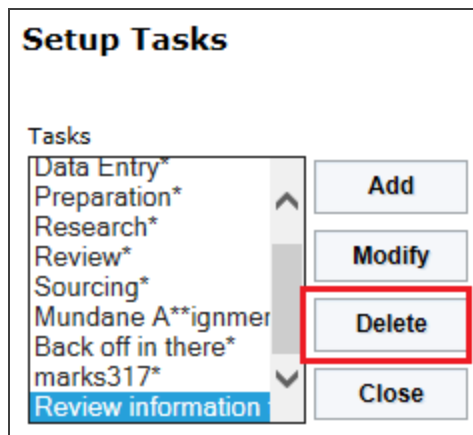 Setup Tasks
Tasks
Data Entry*
Preparation*
Research*
Review*
Sourcing*
Mundane A**ignmer
Back off in there*
marks317*
Review information
Add
Modify
Delete
Close